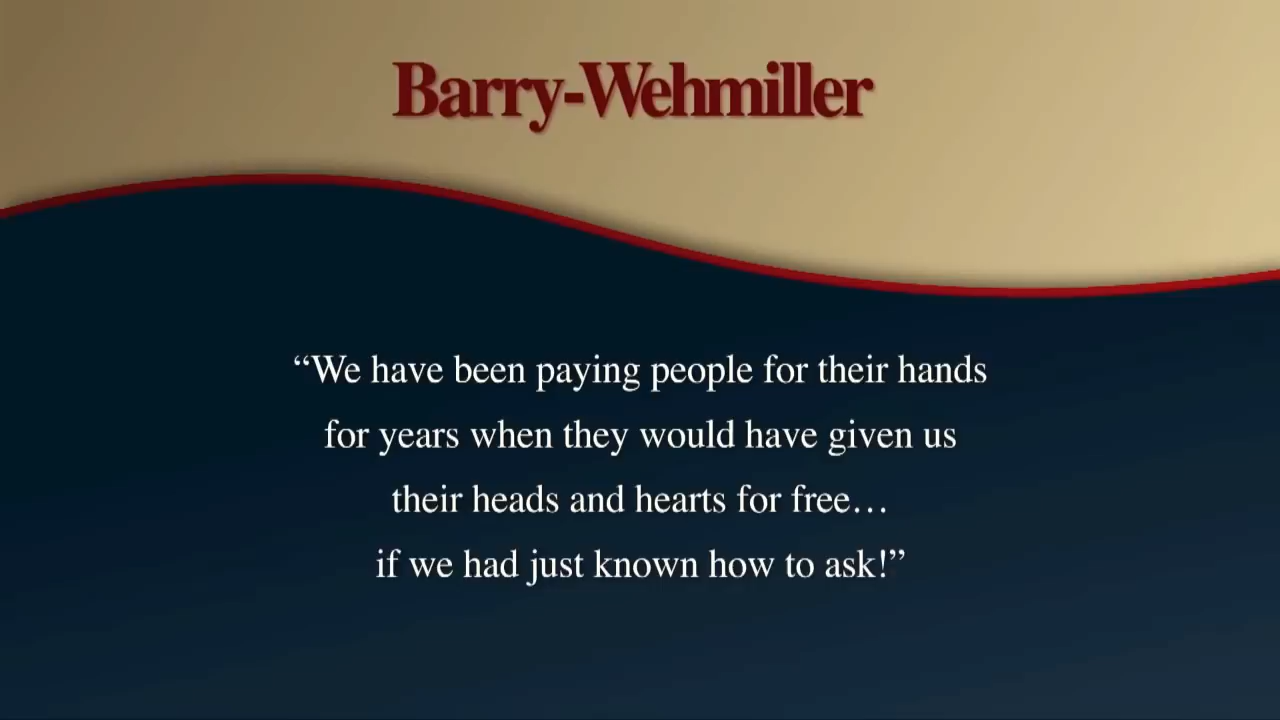 Barry-Wehmiller
“We have been paying people for their hands
for years when they would have given us
their heads and hearts for free…
if we had just known how to ask!”